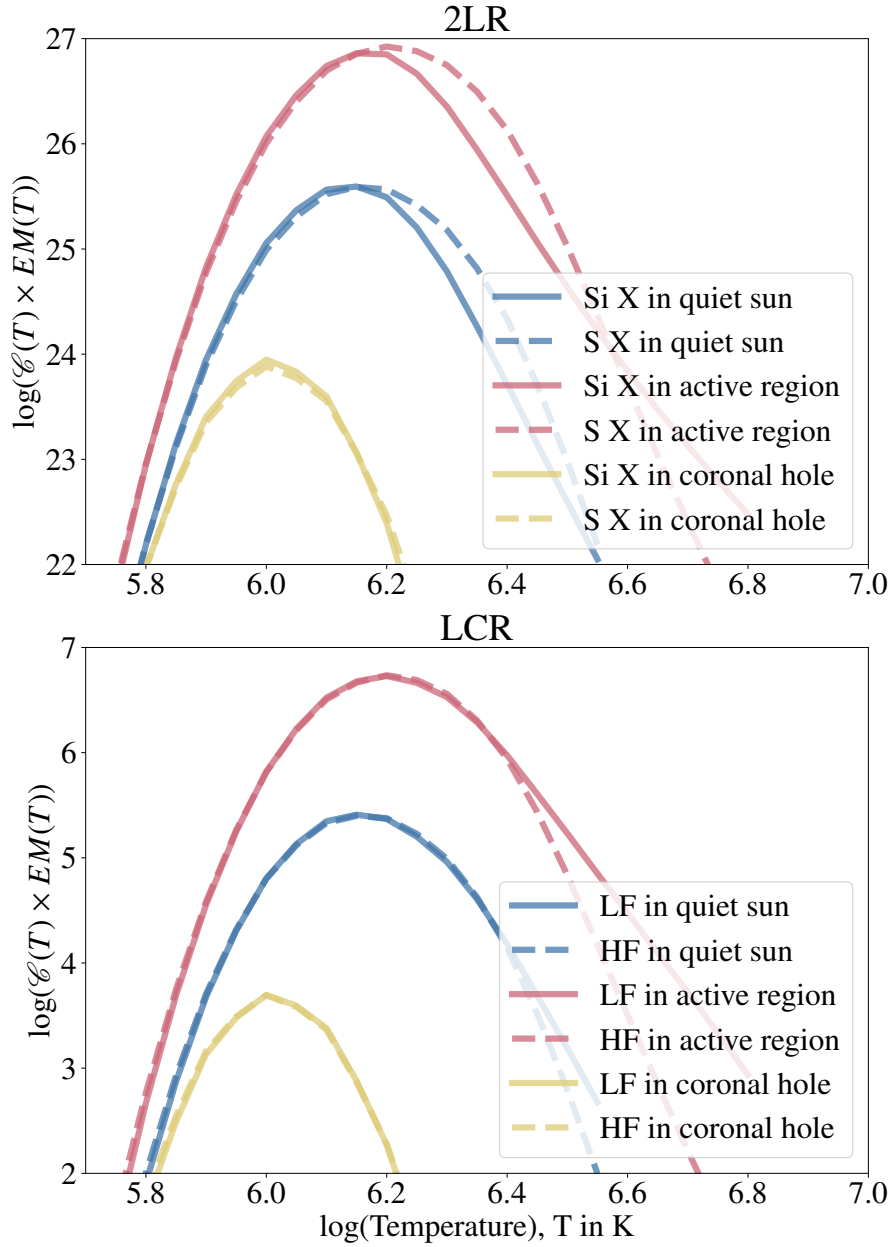 2LR
27
26
25
24
23
22
log(𝒞(T) × EM(T))
Si X in quiet sun
S X in quiet sun
Si X in active region
S X in active region
Si X in coronal hole
S X in coronal hole
5.8 6.0 6.2 6.4 6.6 6.8 7.0
LCR
7
6
5
4
3
2
log(𝒞(T) × EM(T))
LF in quiet sun
HF in quiet sun
LF in active region
HF in active region
LF in coronal hole
HF in coronal hole
5.8 6.0 6.2 6.4 6.6 6.8 7.0
log(Temperature), T in K